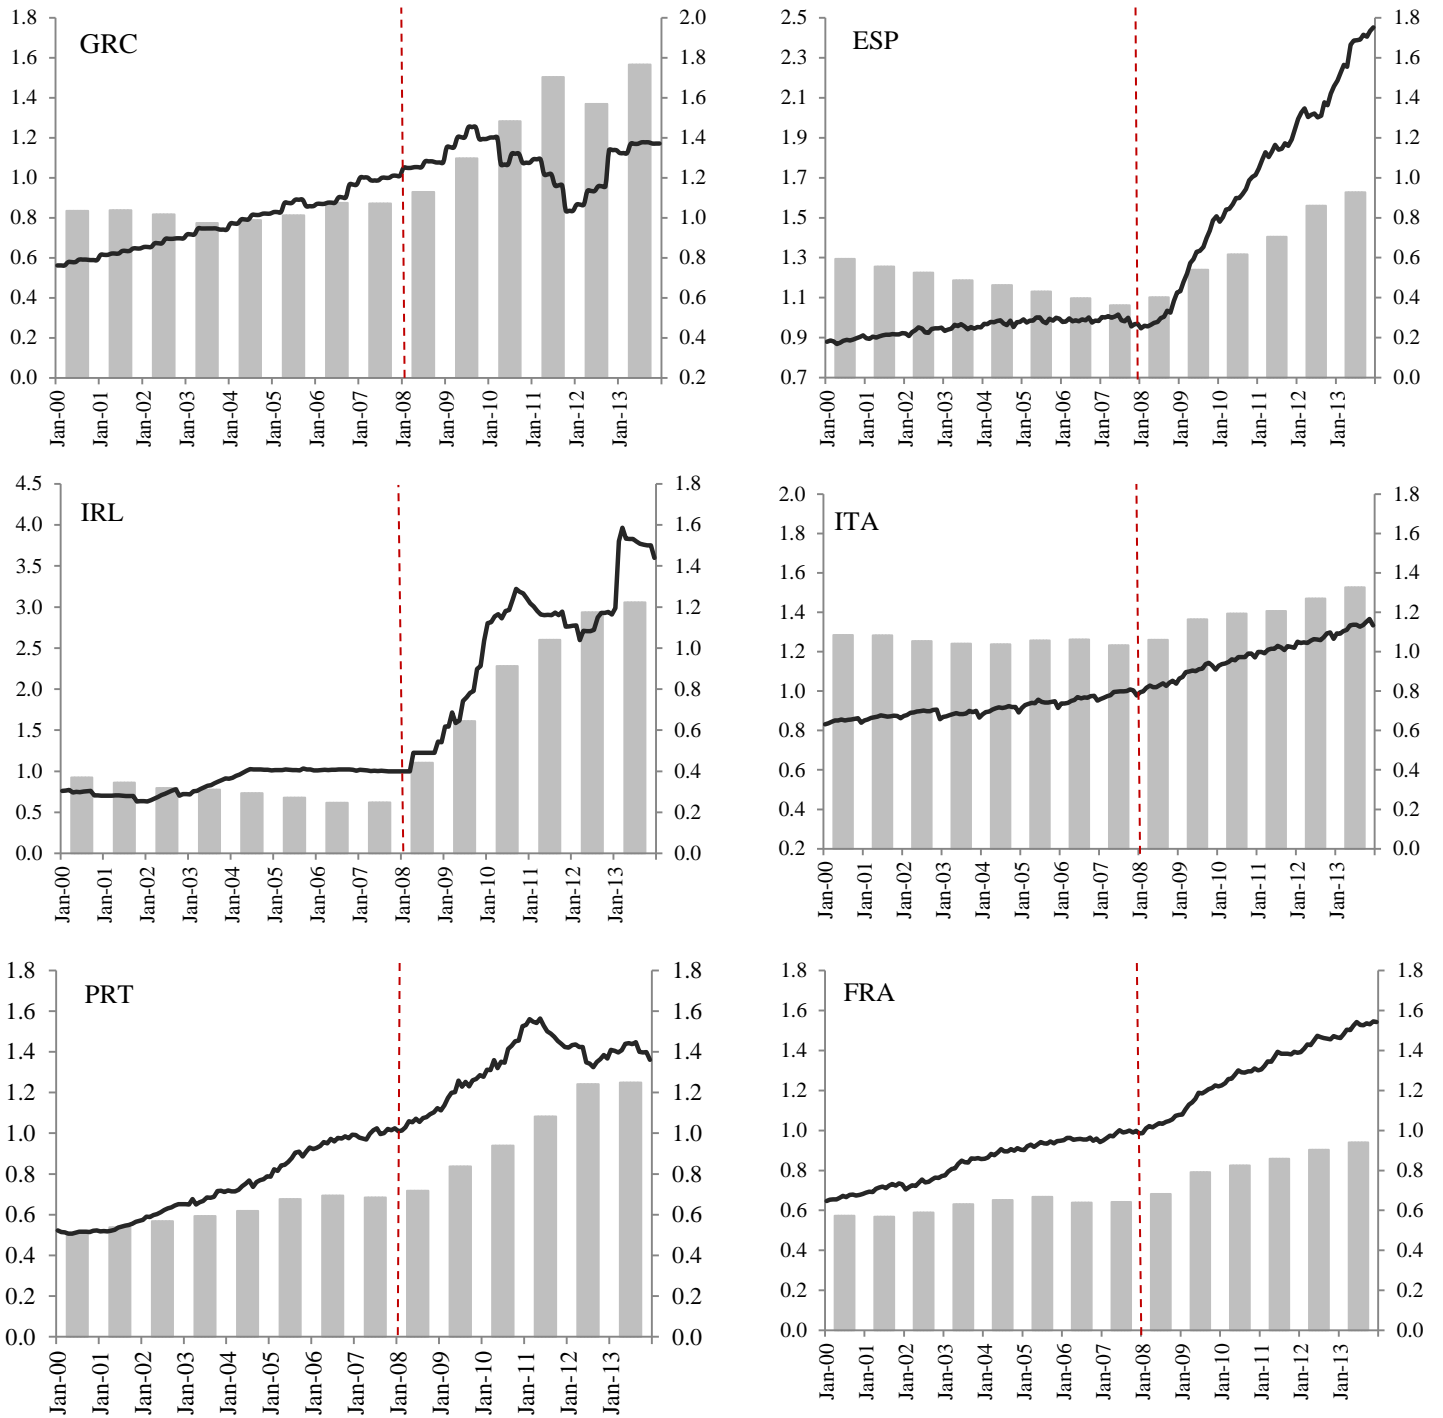 GRC
1.8
1.6
1.4
1.2
1.0
0.8
0.6
0.4
0.2
0.0
2.0
1.8
1.6
1.4
1.2
1.0
0.8
0.6
0.4
0.2
Jan-00
Jan-01
Jan-02
Jan-03
Jan-04
Jan-05
Jan-06
Jan-07
Jan-08
Jan-09
Jan-10
Jan-11
Jan-12
Jan-13
ESP
2.5
2.3
2.1
1.9
1.7
1.5
1.3
1.1
0.9
0.7
1.8
1.6
1.4
1.2
1.0
0.8
0.6
0.4
0.2
0.0
Jan-00
Jan-01
Jan-02
Jan-03
Jan-04
Jan-05
Jan-06
Jan-07
Jan-08
Jan-09
Jan-10
Jan-11
Jan-12
Jan-13
IRL
4.5
4.0
3.5
3.0
2.5
2.0
1.5
1.0
0.5
0.0
1.8
1.6
1.4
1.2
1.0
0.8
0.6
0.4
0.2
0.0
Jan-00
Jan-01
Jan-02
Jan-03
Jan-04
Jan-05
Jan-06
Jan-07
Jan-08
Jan-09
Jan-10
Jan-11
Jan-12
Jan-13
ITA
2.0
1.8
1.6
1.4
1.2
1.0
0.8
0.6
0.4
0.2
1.8
1.6
1.4
1.2
1.0
0.8
0.6
0.4
0.2
0.0
Jan-00
Jan-01
Jan-02
Jan-03
Jan-04
Jan-05
Jan-06
Jan-07
Jan-08
Jan-09
Jan-10
Jan-11
Jan-12
Jan-13
PRT
1.8
1.6
1.4
1.2
1.0
0.8
0.6
0.4
0.2
0.0
1.8
1.6
1.4
1.2
1.0
0.8
0.6
0.4
0.2
0.0
Jan-00
Jan-01
Jan-02
Jan-03
Jan-04
Jan-05
Jan-06
Jan-07
Jan-08
Jan-09
Jan-10
Jan-11
Jan-12
Jan-13
FRA
1.8
1.6
1.4
1.2
1.0
0.8
0.6
0.4
0.2
0.0
1.8
1.6
1.4
1.2
1.0
0.8
0.6
0.4
0.2
0.0
Jan-00
Jan-01
Jan-02
Jan-03
Jan-04
Jan-05
Jan-06
Jan-07
Jan-08
Jan-09
Jan-10
Jan-11
Jan-12
Jan-13